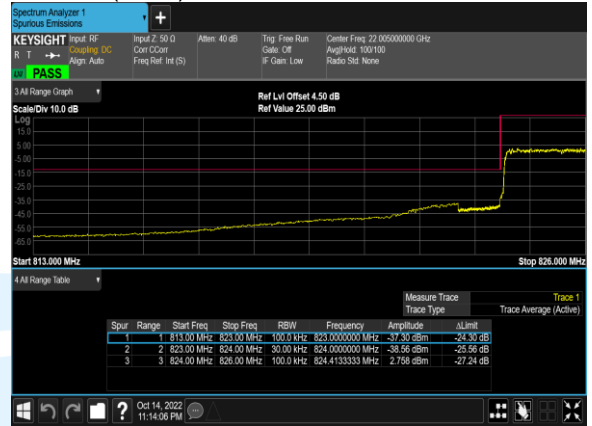 Spectrum Analyzer 1
Spurious Emissions
KEYSIGHT Input: RF Input Z: 50 Ω Atten: 40 dB Trig: Free Run Center Freq: 22.005000000 GHz
R T Coupling: DC Corr CCorr Gate: Off Avg|Hold: 100/100
Align: Auto Freq Ref: Int (S) IF Gain: Low Radio Std: None
PASS
3 All Range Graph
Ref Lvl Offset 4.50 dB
Scale/Div 10.0 dB Ref Value 25.00 dBm
Log
15.0
5.00
-5.00
-15.0
-25.0
-35.0
-45.0
-55.0
-65.0
Start 813.000 MHz Stop 826.000 MHz
4 All Range Table
Measure Trace Trace 1
Trace Type Trace Average (Active)
Spur Range Start Freq Stop Freq RBW Frequency Amplitude ΔLimit
1 1 813.00 MHz 823.00 MHz 100.0 kHz 823.0000000 MHz -37.30 dBm -24.30 dB
2 2 823.00 MHz 824.00 MHz 30.00 kHz 824.0000000 MHz -38.56 dBm -25.56 dB
3 3 824.00 MHz 826.00 MHz 100.0 kHz 824.4133333 MHz 2.758 dBm -27.24 dB
Oct 14, 2022
11:14:06 PM